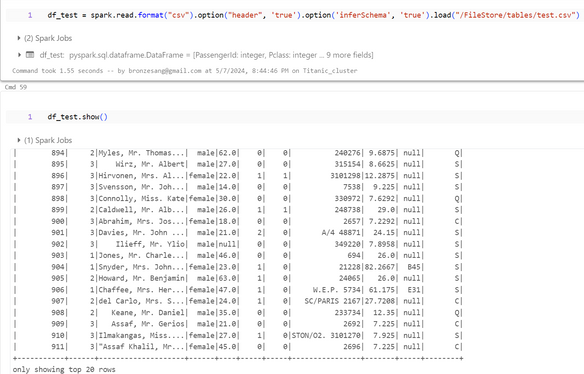 1 df_test = spark.read.format("csv").option("header", 'true').option('inferSchema', 'true').load("/FileStore/tables/test.csv")
(2) Spark Jobs
df_test: pyspark.sql.dataframe.DataFrame = [PassengerId: integer, Pclass: integer ... 9 more fields]
Command took 1.55 seconds -- by bronzesang@gmail.com at 5/7/2024, 8:44:46 PM on Titanic_cluster
Cmd 59
1 df_test.show()
(1) Spark Jobs
| 894| 2|Myles, Mr. Thomas...| male|62.0| 0| 0| 240276| 9.6875| null| Q|
| 895| 3| Wirz, Mr. Albert| male|27.0| 0| 0| 315154| 8.6625| null| S|
| 896| 3|Hirvonen, Mrs. Al...|female|22.0| 1| 1| 3101298|12.2875| null| S|
| 897| 3|Svensson, Mr. Joh...| male|14.0| 0| 0| 7538| 9.225| null| S|
| 898| 3|Connolly, Miss. Kate|female|30.0| 0| 0| 330972| 7.6292| null| Q|
| 899| 2|Caldwell, Mr. Alb...| male|26.0| 1| 1| 248738| 29.0| null| S|
| 900| 3|Abrahim, Mrs. Jos...|female|18.0| 0| 0| 2657| 7.2292| null| C|
| 901| 3|Davies, Mr. John ...| male|21.0| 2| 0| A/4 48871| 24.15| null| S|
| 902| 3| Ilieff, Mr. Ylio| male|null| 0| 0| 349220| 7.8958| null| S|
| 903| 1|Jones, Mr. Charle...| male|46.0| 0| 0| 694| 26.0| null| S|
| 904| 1|Snyder, Mrs. John...|female|23.0| 1| 0| 21228|82.2667| B45| S|
| 905| 2|Howard, Mr. Benjamin| male|63.0| 1| 0| 24065| 26.0| null| S|
| 906| 1|Chaffee, Mrs. Her...|female|47.0| 1| 0| W.E.P. 5734| 61.175| E31| S|
| 907| 2|del Carlo, Mrs. S...|female|24.0| 1| 0| SC/PARIS 2167|27.7208| null| C|
| 908| 2| Keane, Mr. Daniel| male|35.0| 0| 0| 233734| 12.35| null| Q|
| 909| 3| Assaf, Mr. Gerios| male|21.0| 0| 0| 2692| 7.225| null| C|
| 910| 3|Ilmakangas, Miss....|female|27.0| 1| 0|STON/O2. 3101270| 7.925| null| S|
| 911| 3|"Assaf Khalil, Mr...|female|45.0| 0| 0| 2696| 7.225| null| C|
only showing top 20 rows